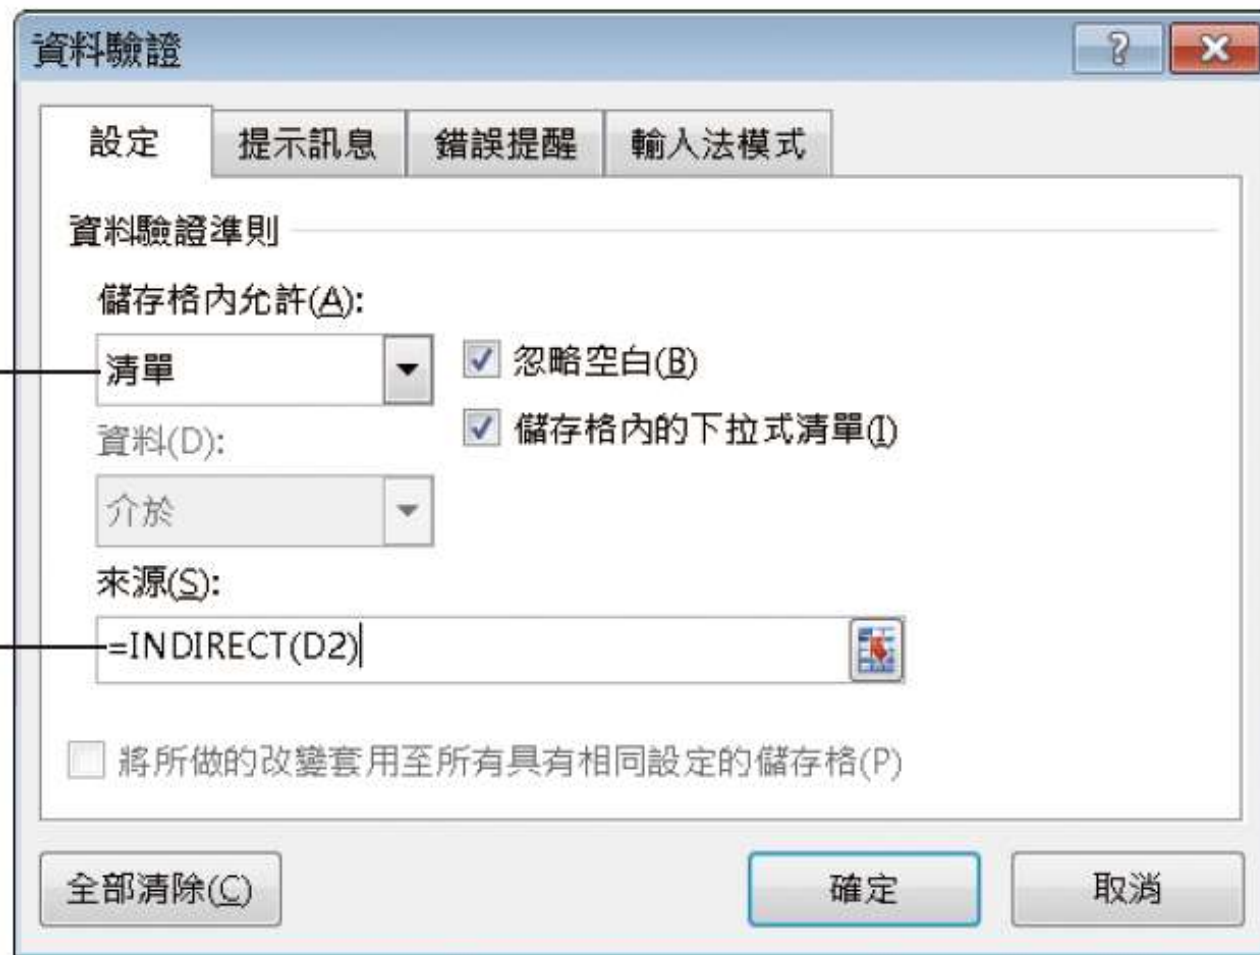 資料驗證
設定 提示訊息 錯誤提醒 輸入法模式
資料驗證準則
儲存格內允許(A):
清單 忽略空白(B)
資料(D): 儲存格內的下拉式清單(I)
介於
來源(S):
=INDIRECT(D2)
將所做的改變套用至所有具有相同設定的儲存格(P)
全部清除(C) 確定 取消